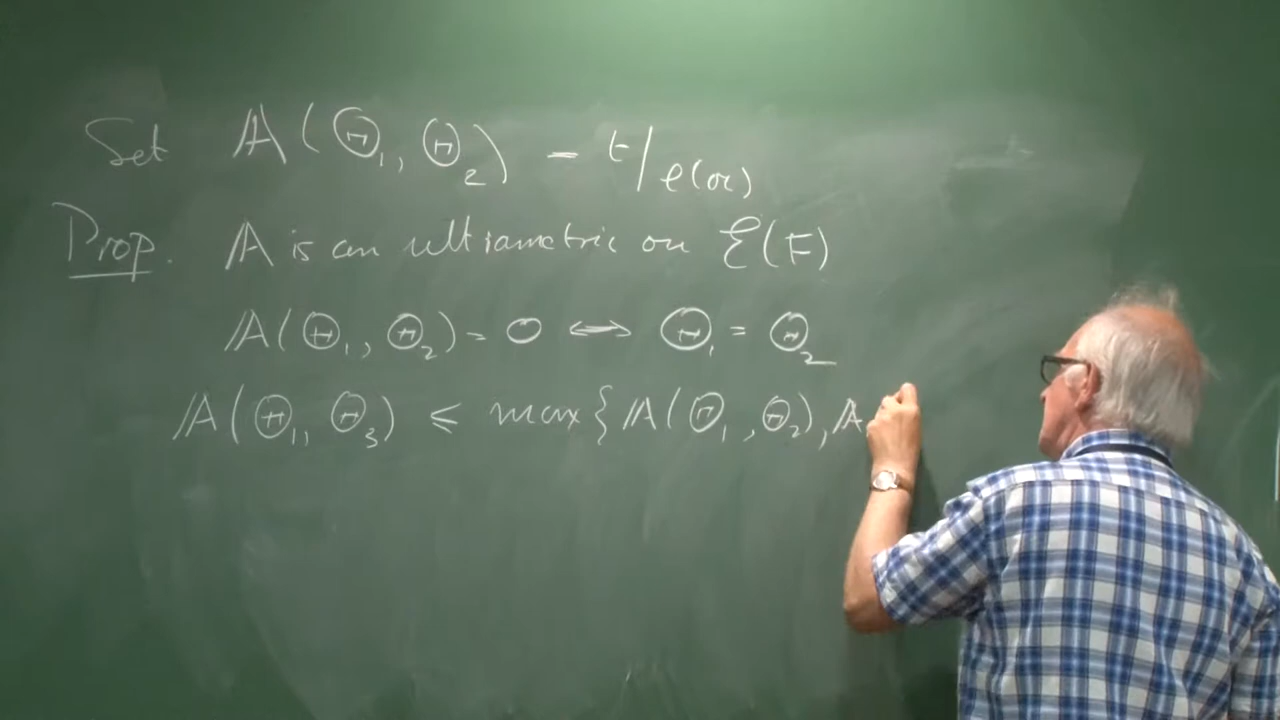 Set 𝔸(Θ₁, Θ₂) = t/e(α)
Prop. 𝔸 is an ultrametric on ℰ(F)
𝔸(Θ₁, Θ₂) = 0 ⟷ Θ₁ = Θ₂
𝔸(Θ₁, Θ₃) ≤ max{𝔸(Θ₁, Θ₂), 𝔸